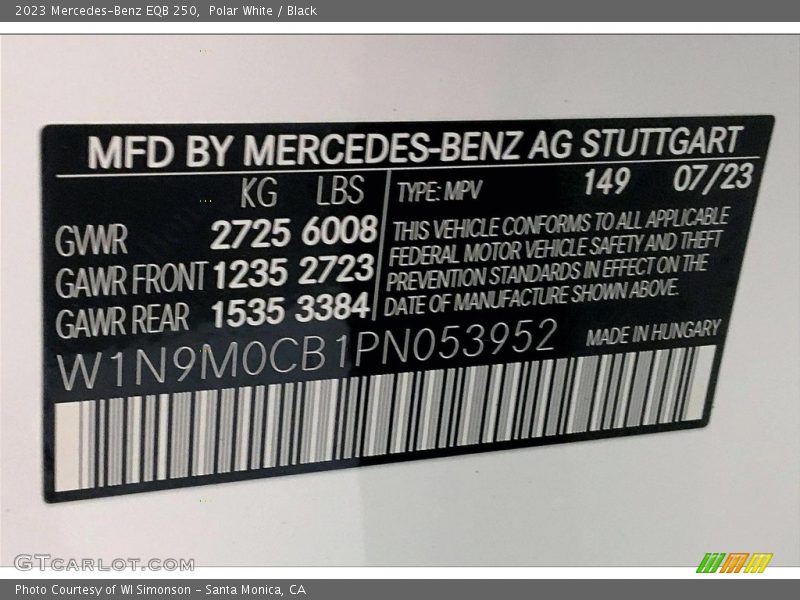 2023 Mercedes-Benz EQB 250,  Polar White / Black
MFD BY MERCEDES-BENZ AG STUTTGART
KG LBS TYPE: MPV 149 07/23
GVWR 2725 6008
GAWR FRONT 1235 2723
GAWR REAR 1535 3384
THIS VEHICLE CONFORMS TO ALL APPLICABLE
FEDERAL MOTOR VEHICLE SAFETY AND THEFT
PREVENTION STANDARDS IN EFFECT ON THE
DATE OF MANUFACTURE SHOWN ABOVE.
W1N9M0CB1PN053952 MADE IN HUNGARY
GTCARLOT.COM
Photo Courtesy of WI Simonson - Santa Monica, CA